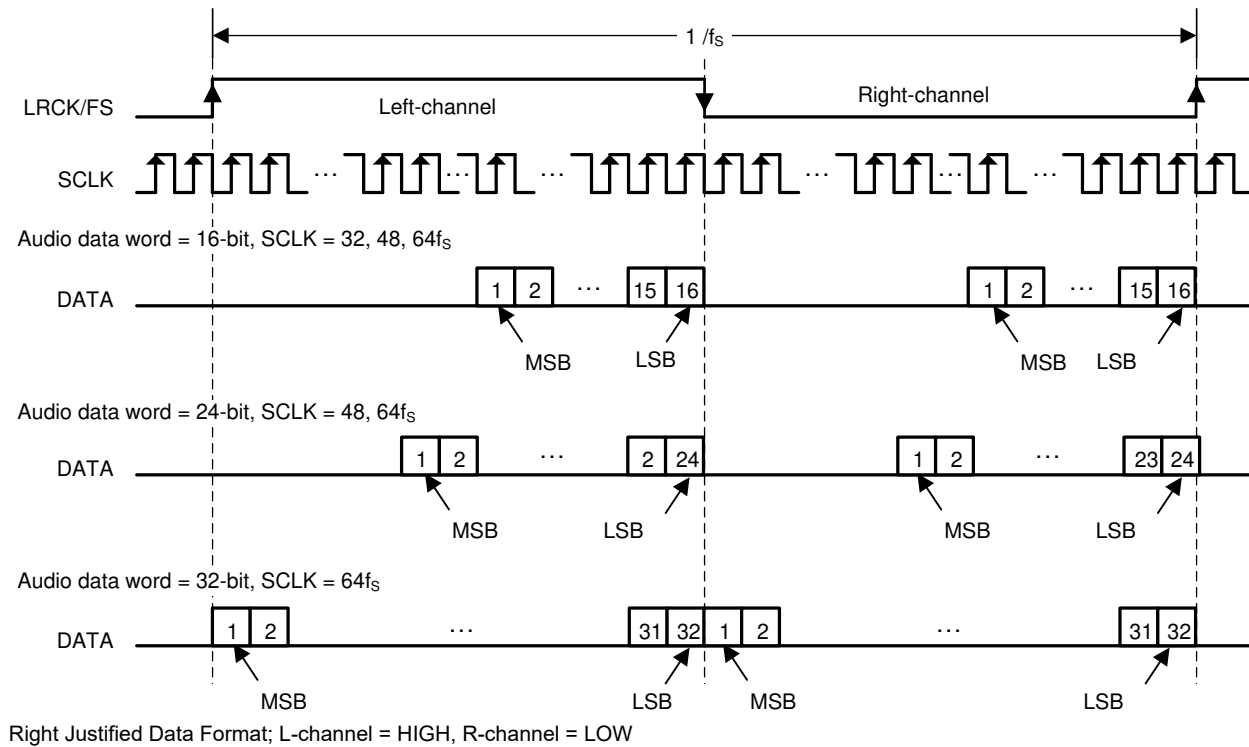 1 /fS
LRCK/FS
Left-channel
Right-channel
SCLK
... ... ... ... ... ...
Audio data word = 16-bit, SCLK = 32, 48, 64fS
DATA
1 2 ... 15 16 1 2 ... 15 16
MSB LSB MSB LSB
Audio data word = 24-bit, SCLK = 48, 64fS
DATA
1 2 ... 2 24 1 2 ... 23 24
MSB LSB MSB LSB
Audio data word = 32-bit, SCLK = 64fS
DATA
1 2 ... 31 32 1 2 ... 31 32
MSB LSB MSB LSB
Right Justified Data Format; L-channel = HIGH, R-channel = LOW